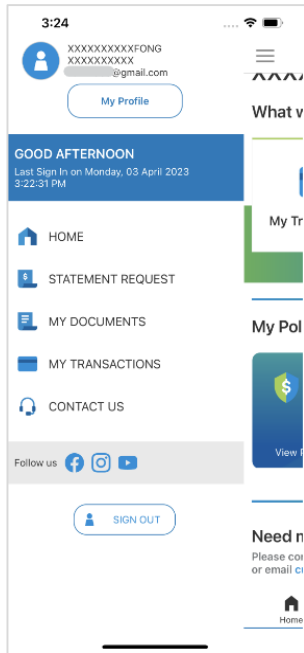 3:24
XXXXXXXXXXFONG
XXXXXXXXXX
@gmail.com
My Profile
GOOD AFTERNOON
Last Sign In on Monday, 03 April 2023
3:22:31 PM
HOME
STATEMENT REQUEST
MY DOCUMENTS
MY TRANSACTIONS
CONTACT US
Follow us
SIGN OUT
What w
My Tr
My Pol
View
Need n
Please con
or email cu
Home